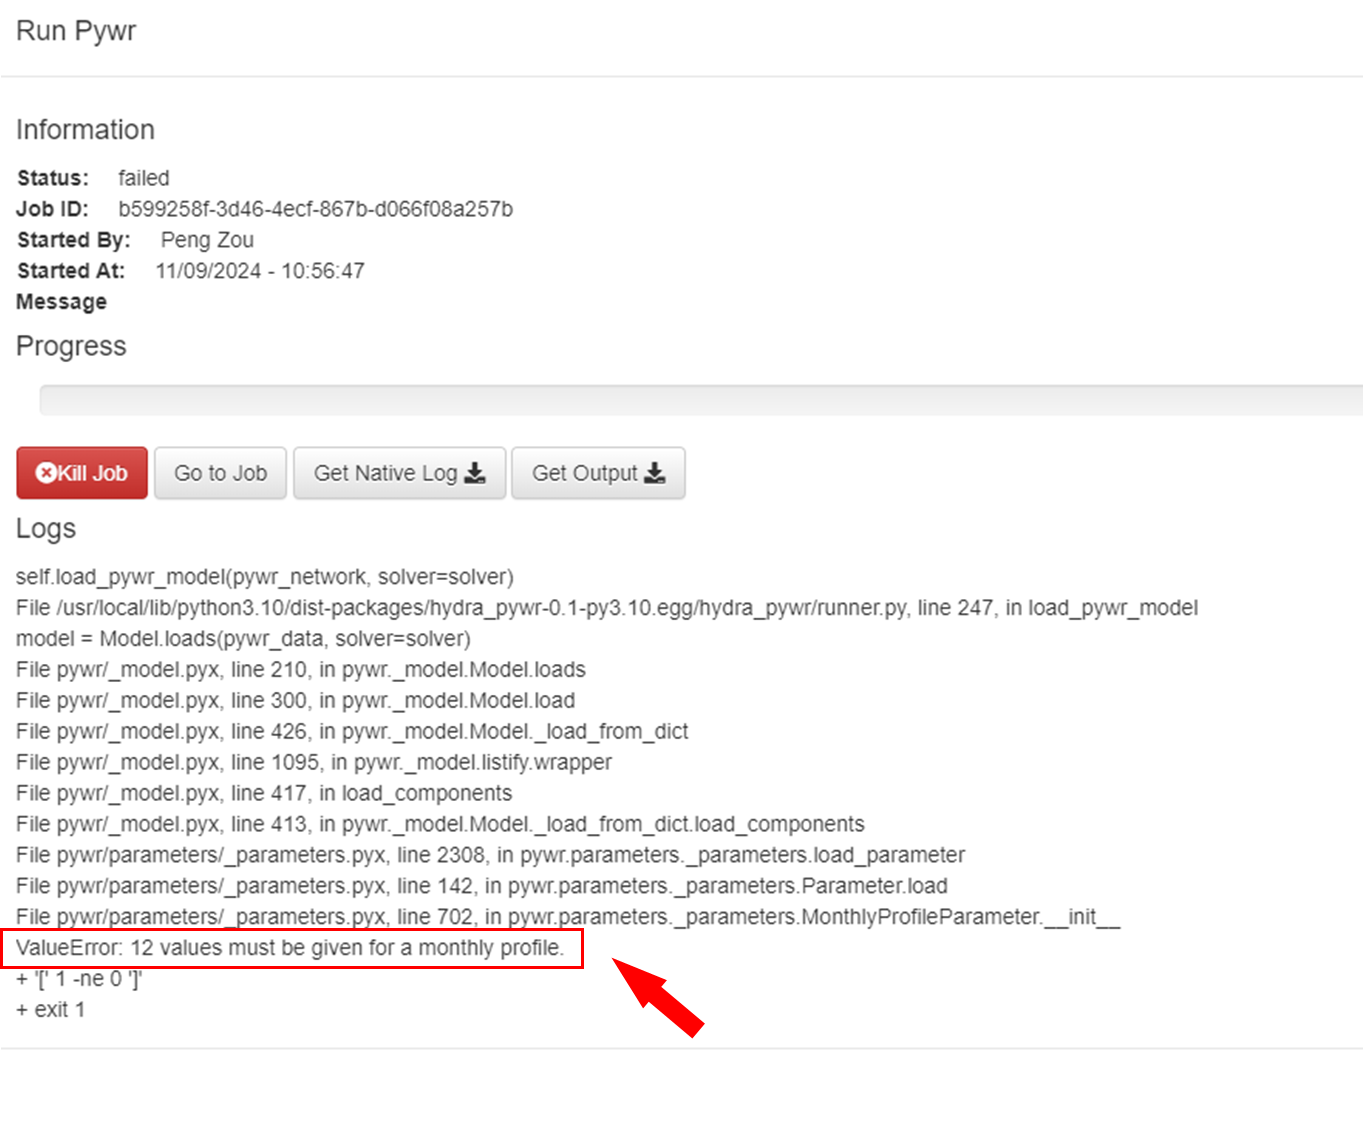 Run Pywr
Information
Status: failed
Job ID: b599258f-3d46-4ecf-867b-d066f08a257b
Started By: Peng Zou
Started At: 11/09/2024 - 10:56:47
Message
Progress
Kill Job Go to Job Get Native Log Get Output
Logs
self.load_pywr_model(pywr_network, solver=solver)
File /usr/local/lib/python3.10/dist-packages/hydra_pywr-0.1-py3.10.egg/hydra_pywr/runner.py, line 247, in load_pywr_model
model = Model.loads(pywr_data, solver=solver)
File pywr/_model.pyx, line 210, in pywr._model.Model.loads
File pywr/_model.pyx, line 300, in pywr._model.Model.load
File pywr/_model.pyx, line 426, in pywr._model.Model._load_from_dict
File pywr/_model.pyx, line 1095, in pywr._model.listify.wrapper
File pywr/_model.pyx, line 417, in load_components
File pywr/_model.pyx, line 413, in pywr._model.Model._load_from_dict.load_components
File pywr/parameters/_parameters.pyx, line 2308, in pywr.parameters._parameters.load_parameter
File pywr/parameters/_parameters.pyx, line 142, in pywr.parameters._parameters.Parameter.load
File pywr/parameters/_parameters.pyx, line 702, in pywr.parameters._parameters.MonthlyProfileParameter.__init__
ValueError: 12 values must be given for a monthly profile.
+ '[' 1 -ne 0 ']'
+ exit 1